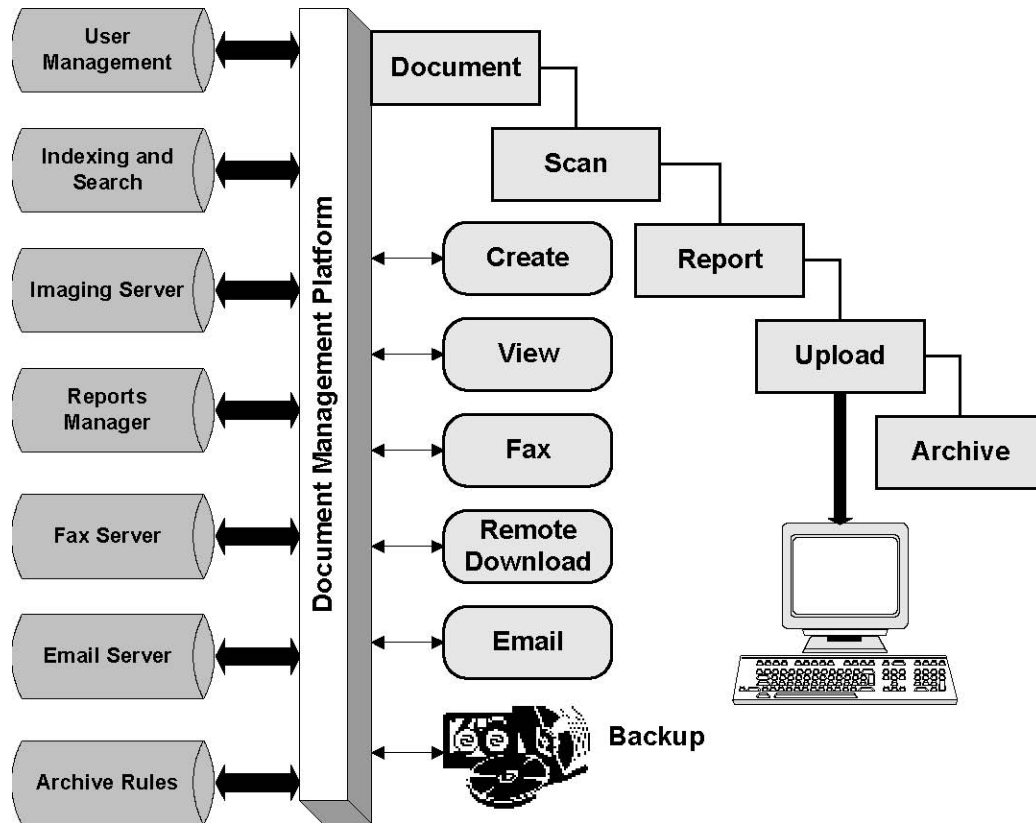 User
Management
Indexing and
Search
Imaging Server
Reports
Manager
Fax Server
Email Server
Archive Rules
Document Management Platform
Document
Scan
Report
Upload
Archive
Create
View
Fax
Remote
Download
Email
Backup